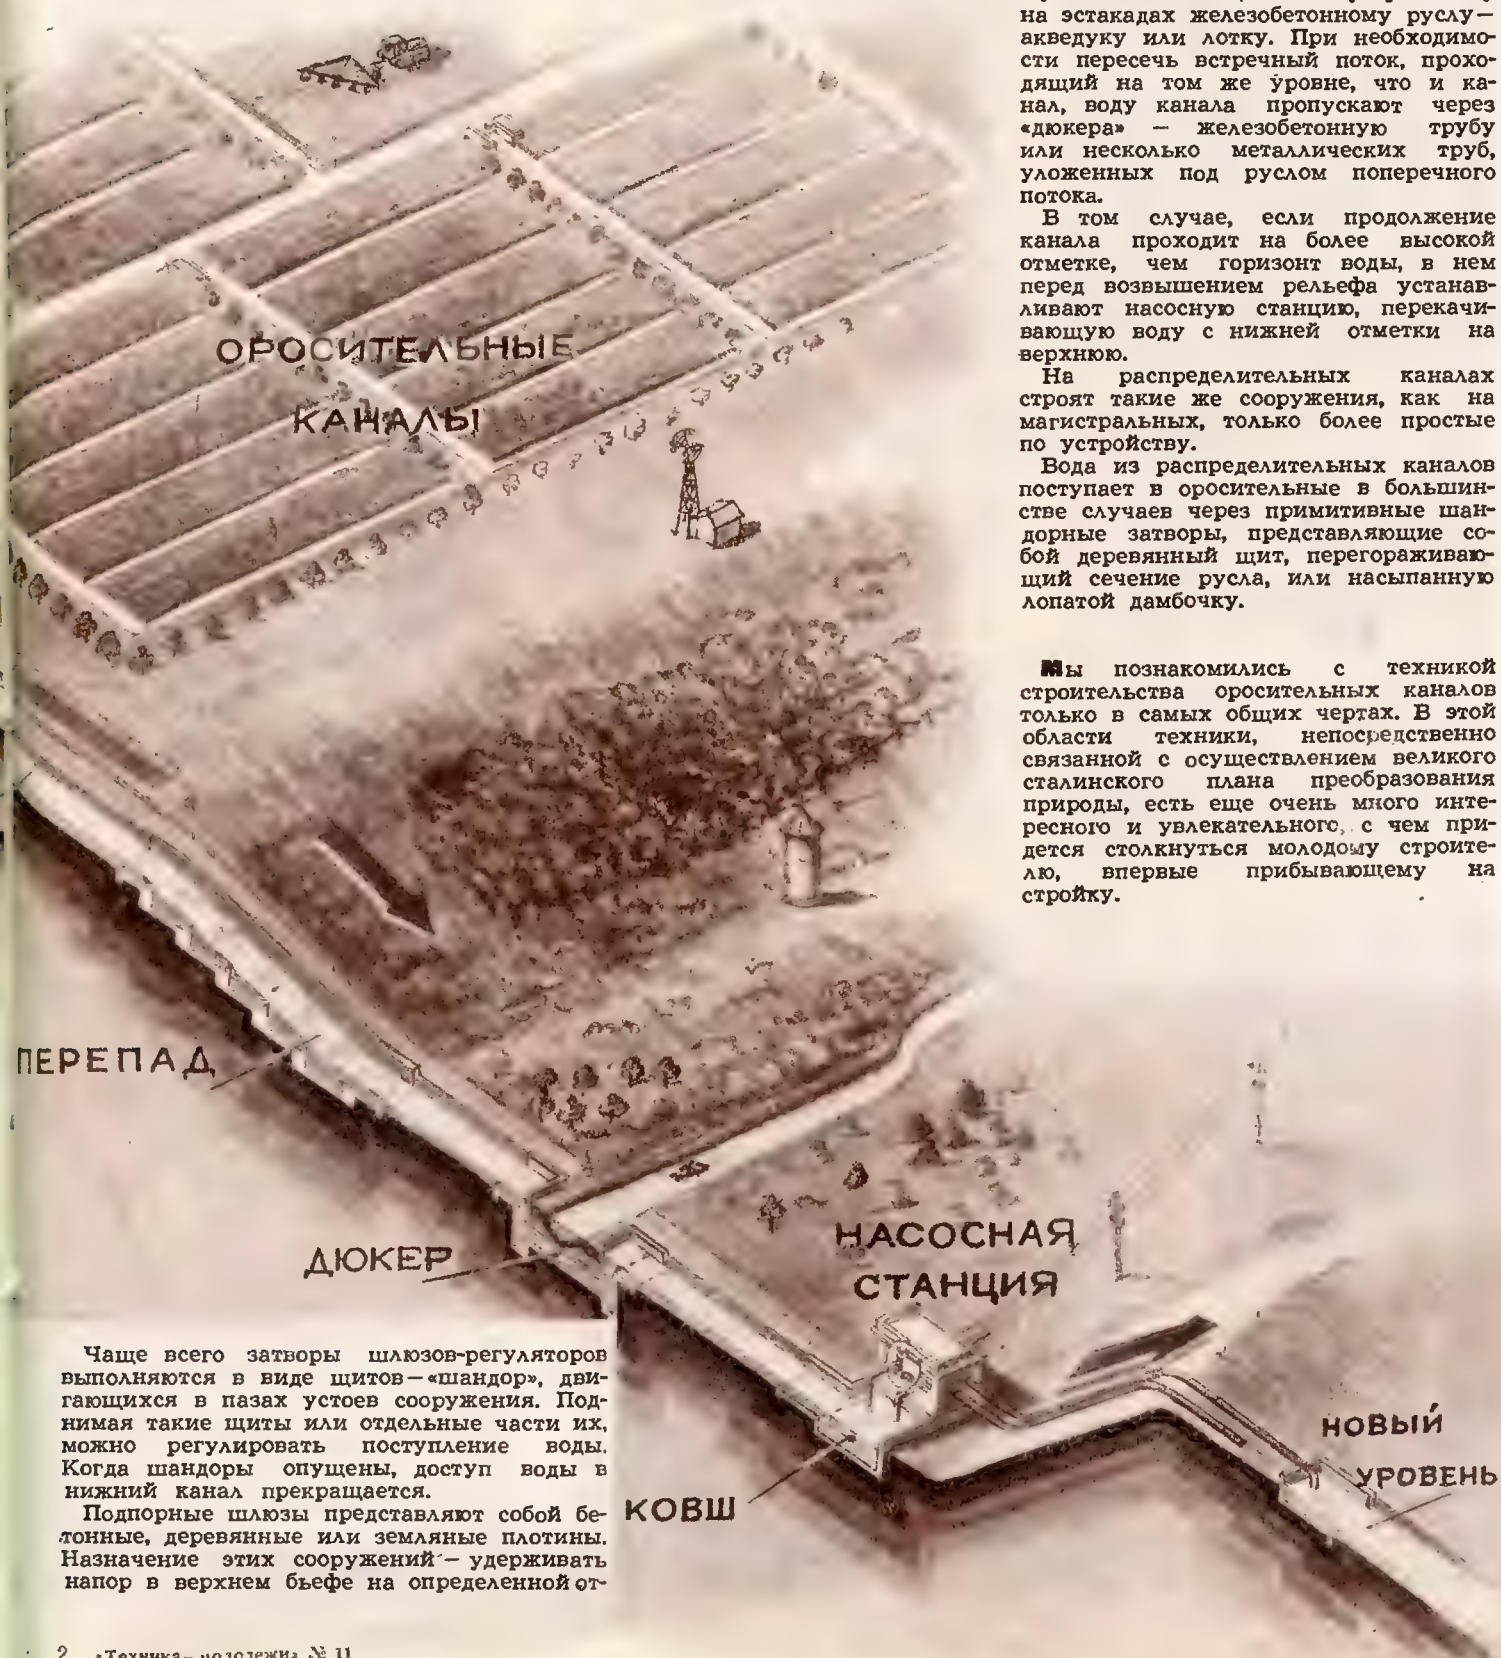 на эстакадах железобетонному руслу —
акведуку или лотку. При необходимо-
сти пересечь встречный поток, прохо-
дящий на том же уровне, что и ка-
нал, воду канала пропускают через
«дюкера» — железобетонную трубу
или несколько металлических труб,
уложенных под руслом поперечного
потока.
В том случае, если продолжение
канала проходит на более высокой
отметке, чем горизонт воды, в нем
перед возвышением рельефа устанав-
ливают насосную станцию, перекачи-
вающую воду с нижней отметки на
верхнюю.
На распределительных каналах
строят такие же сооружения, как на
магистральных, только более простые
по устройству.
Вода из распределительных каналов
поступает в оросительные в большин-
стве случаев через примитивные шан-
дорные затворы, представляющие со-
бой деревянный щит, перегораживаю-
щий сечение русла, или насыпанную
лопатой дамбочку.
Мы познакомились с техникой
строительства оросительных каналов
только в самых общих чертах. В этой
области техники, непосредственно
связанной с осуществлением великого
сталинского плана преобразования
природы, есть еще очень много инте-
ресного и увлекательного, с чем при-
дется столкнуться молодому строите-
лю, впервые прибывающему на
стройку.
ОРОСИТЕЛЬНЫЕ
КАНАЛЫ
ПЕРЕПАД
ДЮКЕР
НАСОСНАЯ
СТАНЦИЯ
КОВШ
НОВЫЙ
УРОВЕНЬ
Чаще всего затворы шлюзов-регуляторов
выполняются в виде щитов — «шандор», дви-
гающихся в пазах устоев сооружения. Под-
нимая такие щиты или отдельные части их,
можно регулировать поступление воды.
Когда шандоры опущены, доступ воды в
нижний канал прекращается.
Подпорные шлюзы представляют собой бе-
тонные, деревянные или земляные плотины.
Назначение этих сооружений — удерживать
напор в верхнем бьефе на определенной от-
2 «Техника — молодежи» № 11